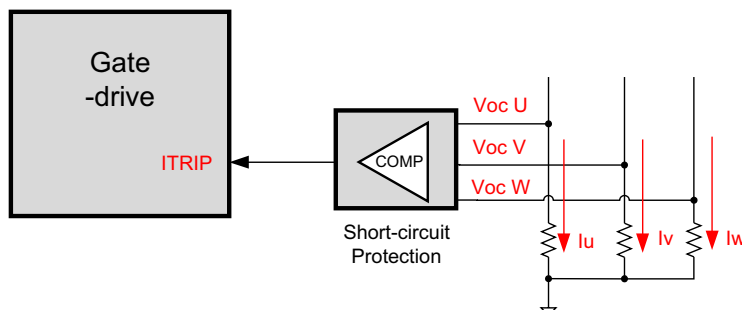 Gate
-drive
ITRIP
COMP
Short-circuit
Protection
Voc U
Voc V
Voc W
Iu
Iv
Iw